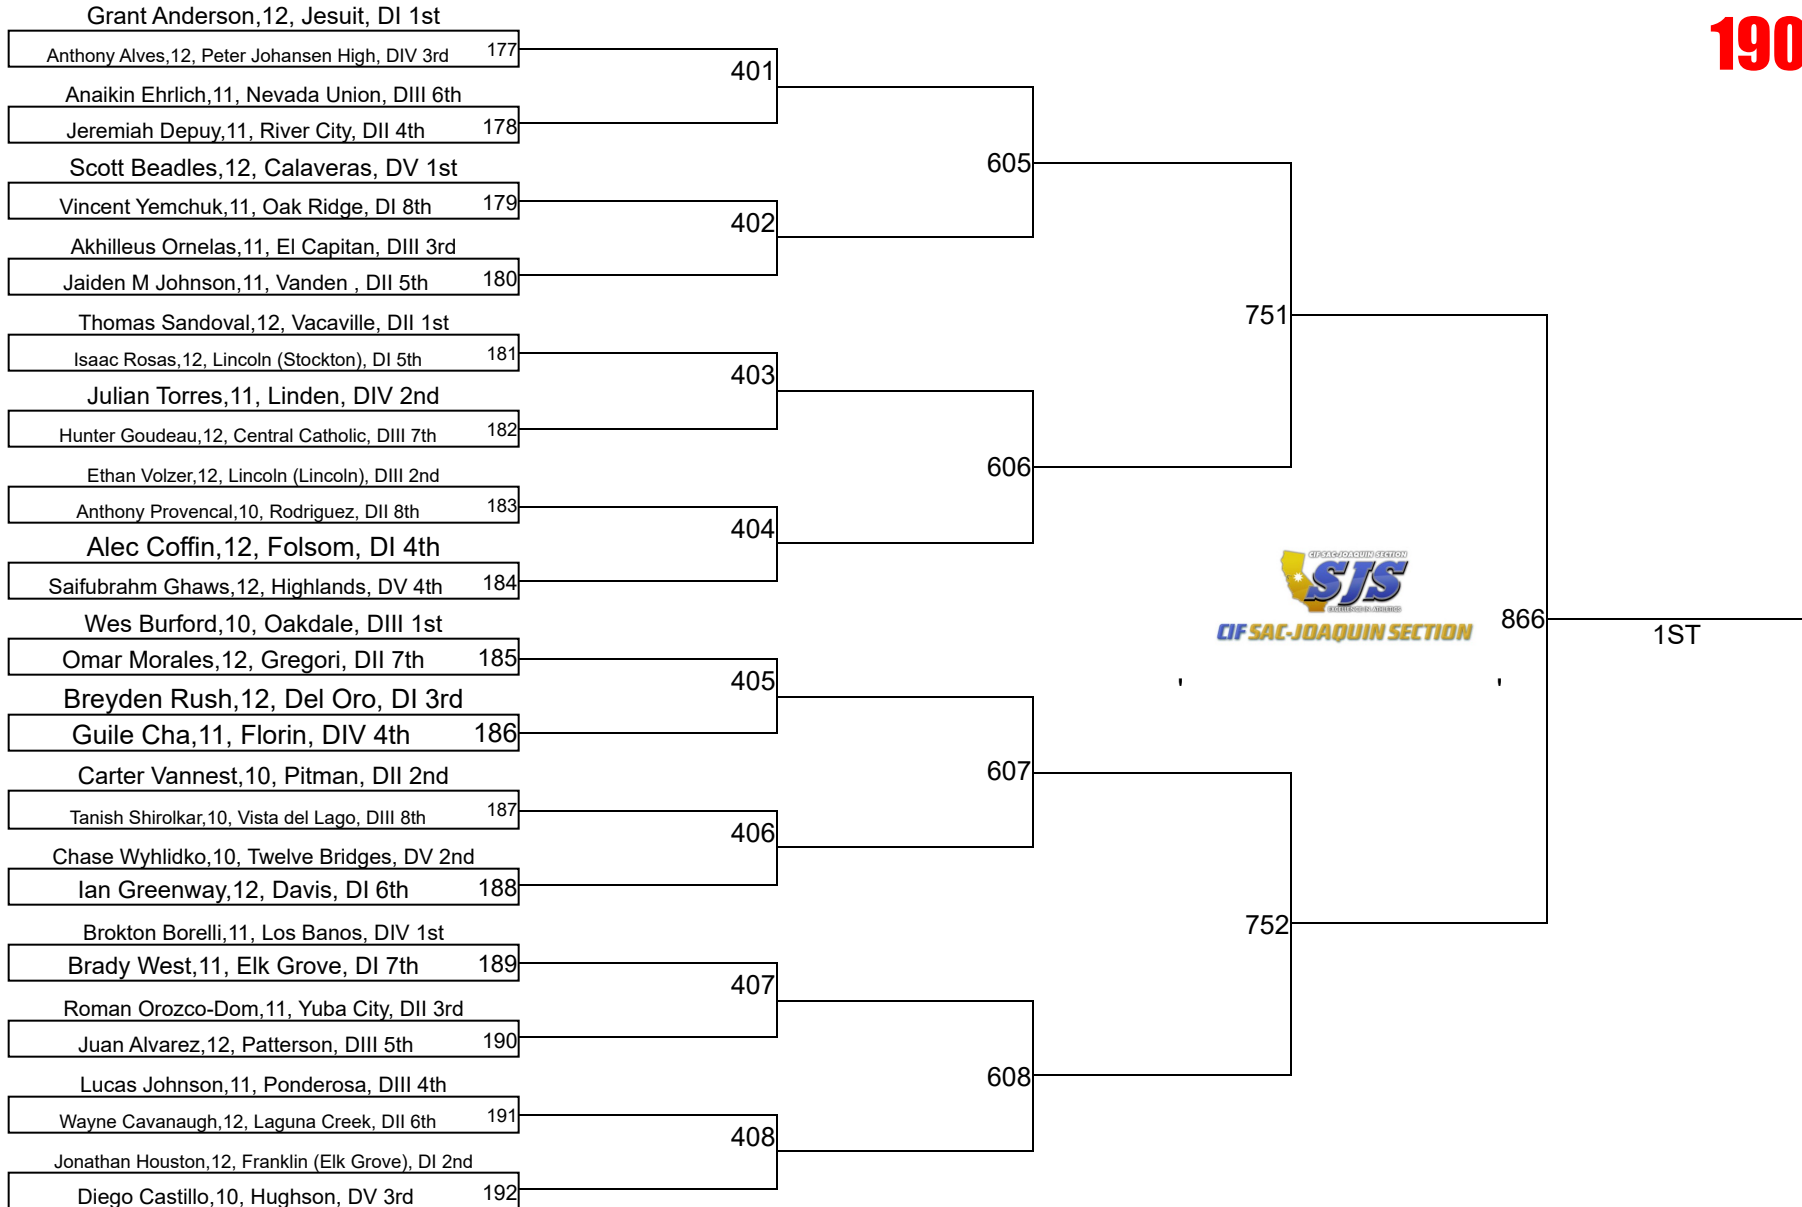 190
Grant Anderson,12, Jesuit, DI 1st
Anthony Alves,12, Peter Johansen High, DIV 3rd 177
401
Anaikin Ehrlich,11, Nevada Union, DIII 6th
Jeremiah Depuy,11, River City, DII 4th 178
605
Scott Beadles,12, Calaveras, DV 1st
Vincent Yemchuk,11, Oak Ridge, DI 8th 179
402
Akhilleus Ornelas,11, El Capitan, DIII 3rd
Jaiden M Johnson,11, Vanden , DII 5th 180
751
Thomas Sandoval,12, Vacaville, DII 1st
Isaac Rosas,12, Lincoln (Stockton), DI 5th 181
403
Julian Torres,11, Linden, DIV 2nd
Hunter Goudeau,12, Central Catholic, DIII 7th 182
606
Ethan Volzer,12, Lincoln (Lincoln), DIII 2nd
Anthony Provencal,10, Rodriguez, DII 8th 183
404
Alec Coffin,12, Folsom, DI 4th
Saifubrahm Ghaws,12, Highlands, DV 4th 184
CIF SAC-JOAQUIN SECTION
SJS
EXCELLENCE IN ATHLETICS
CIF SAC-JOAQUIN SECTION
866
1ST
' '
Wes Burford,10, Oakdale, DIII 1st
Omar Morales,12, Gregori, DII 7th 185
405
Breyden Rush,12, Del Oro, DI 3rd
Guile Cha,11, Florin, DIV 4th 186
607
Carter Vannest,10, Pitman, DII 2nd
Tanish Shirolkar,10, Vista del Lago, DIII 8th 187
406
Chase Wyhlidko,10, Twelve Bridges, DV 2nd
Ian Greenway,12, Davis, DI 6th 188
752
Brokton Borelli,11, Los Banos, DIV 1st
Brady West,11, Elk Grove, DI 7th 189
407
Roman Orozco-Dom,11, Yuba City, DII 3rd
Juan Alvarez,12, Patterson, DIII 5th 190
608
Lucas Johnson,11, Ponderosa, DIII 4th
Wayne Cavanaugh,12, Laguna Creek, DII 6th 191
408
Jonathan Houston,12, Franklin (Elk Grove), DI 2nd
Diego Castillo,10, Hughson, DV 3rd 192